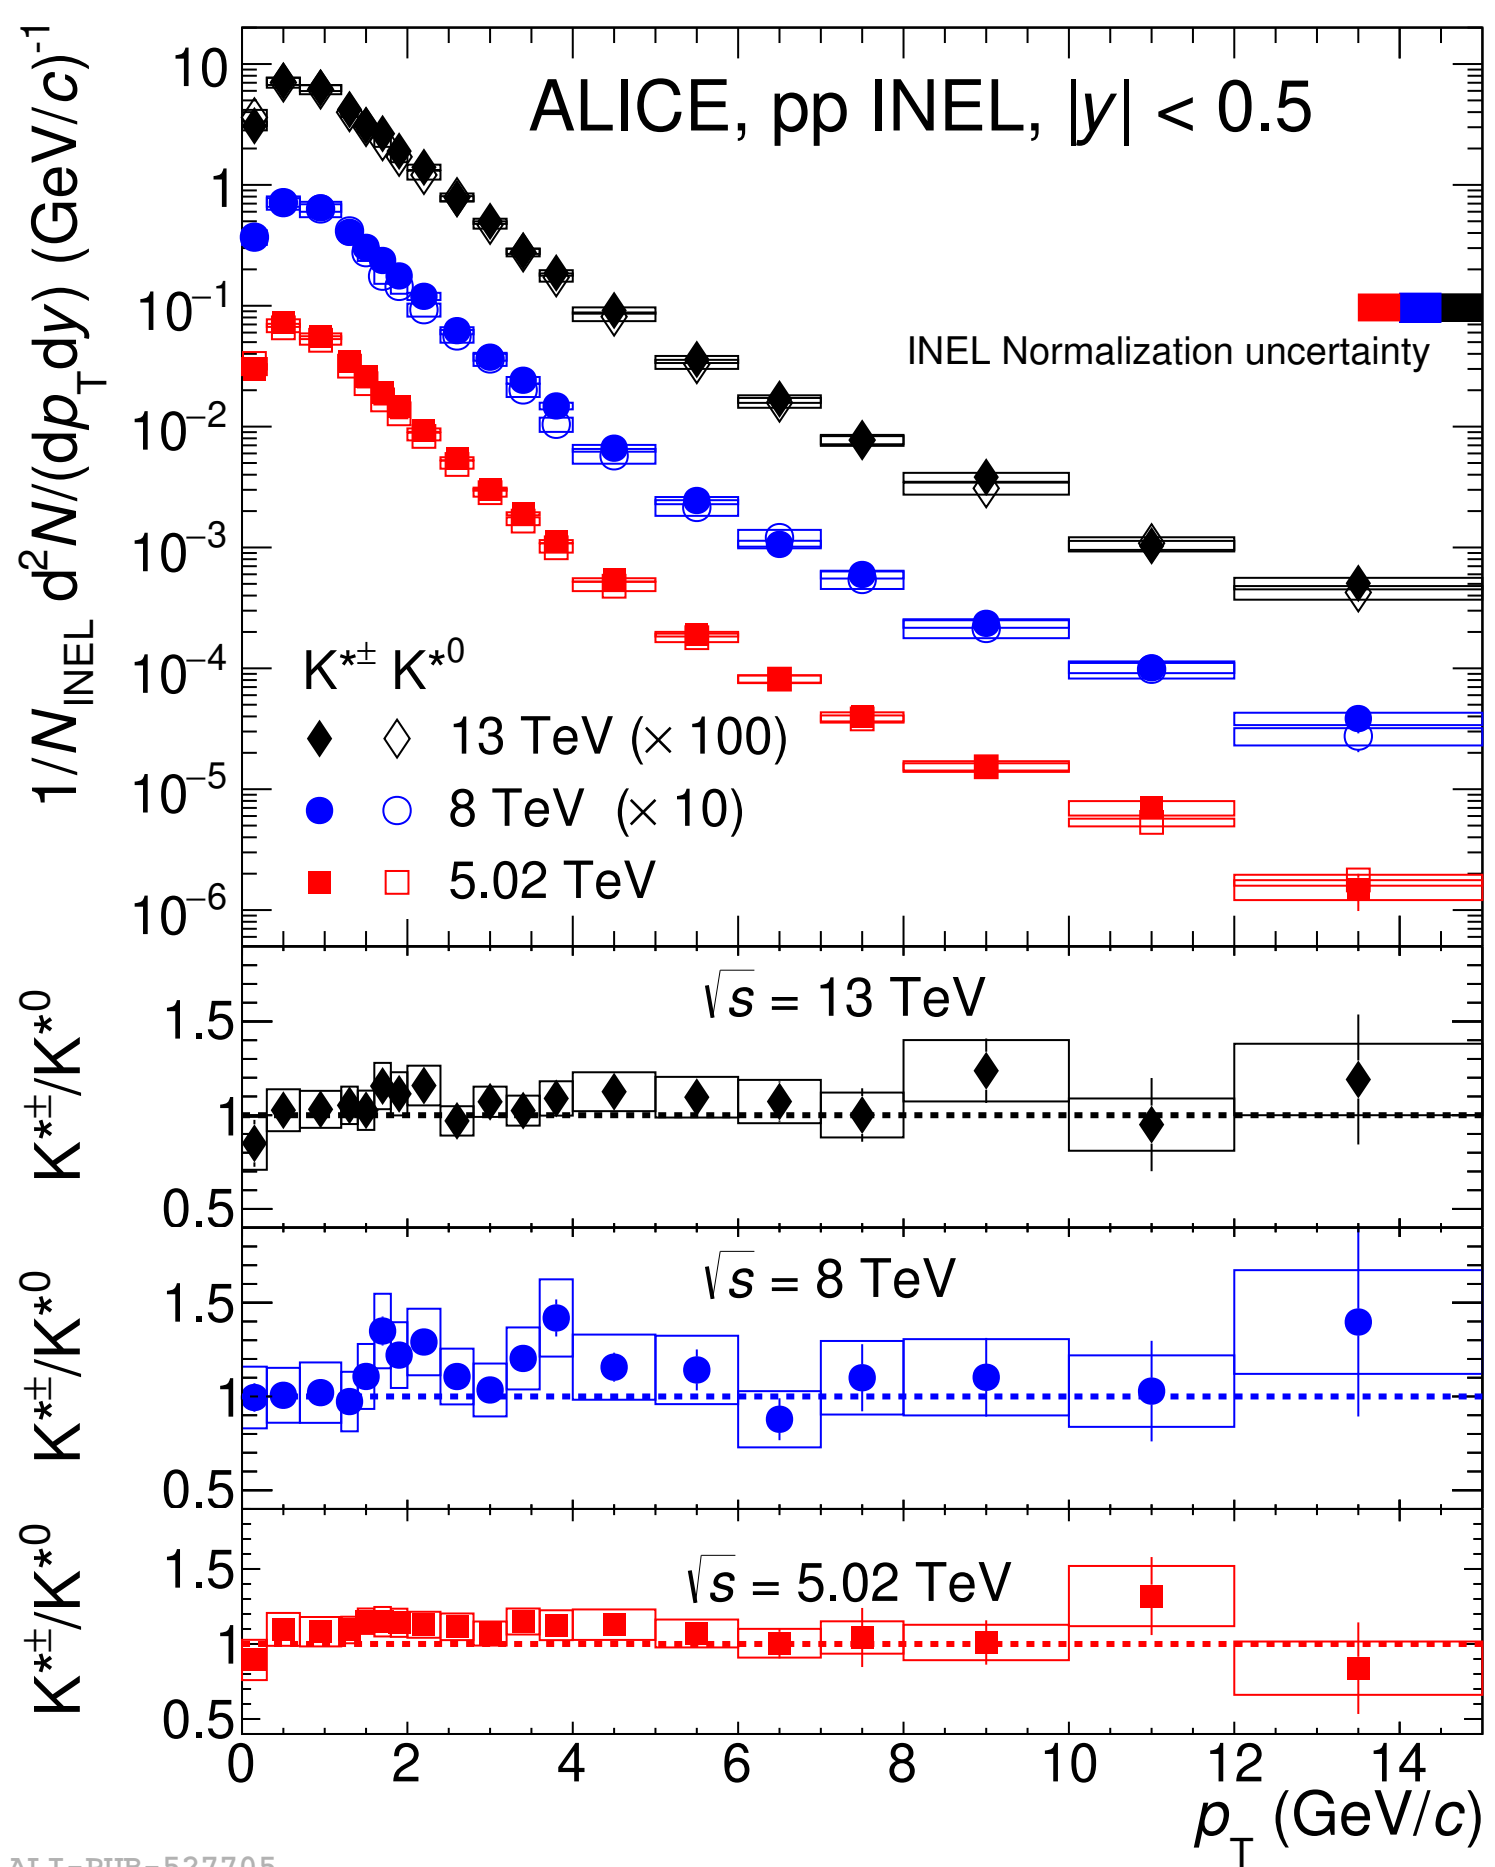 ALICE, pp INEL, |y| < 0.5
1/N_INEL d²N/(dp_T dy) (GeV/c)⁻¹
10
1
10⁻¹
10⁻²
10⁻³
10⁻⁴
10⁻⁵
10⁻⁶
INEL Normalization uncertainty
K*± K*⁰
13 TeV (× 100)
8 TeV (× 10)
5.02 TeV
K*±/K*⁰
1.5
1
0.5
√s = 13 TeV
K*±/K*⁰
1.5
1
0.5
√s = 8 TeV
K*±/K*⁰
1.5
1
0.5
√s = 5.02 TeV
0 2 4 6 8 10 12 14
p_T (GeV/c)
ALI-PUB-527705